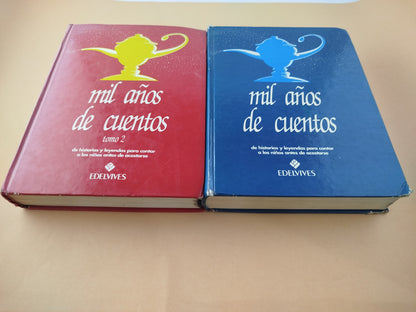 mil años
de cuentos
tomo 2
de historias y leyendas para contar
a los niños antes de acostarse
EDELVIVES
mil años
de cuentos
de historias y leyendas para contar
a los niños antes de acostarse
EDELVIVES